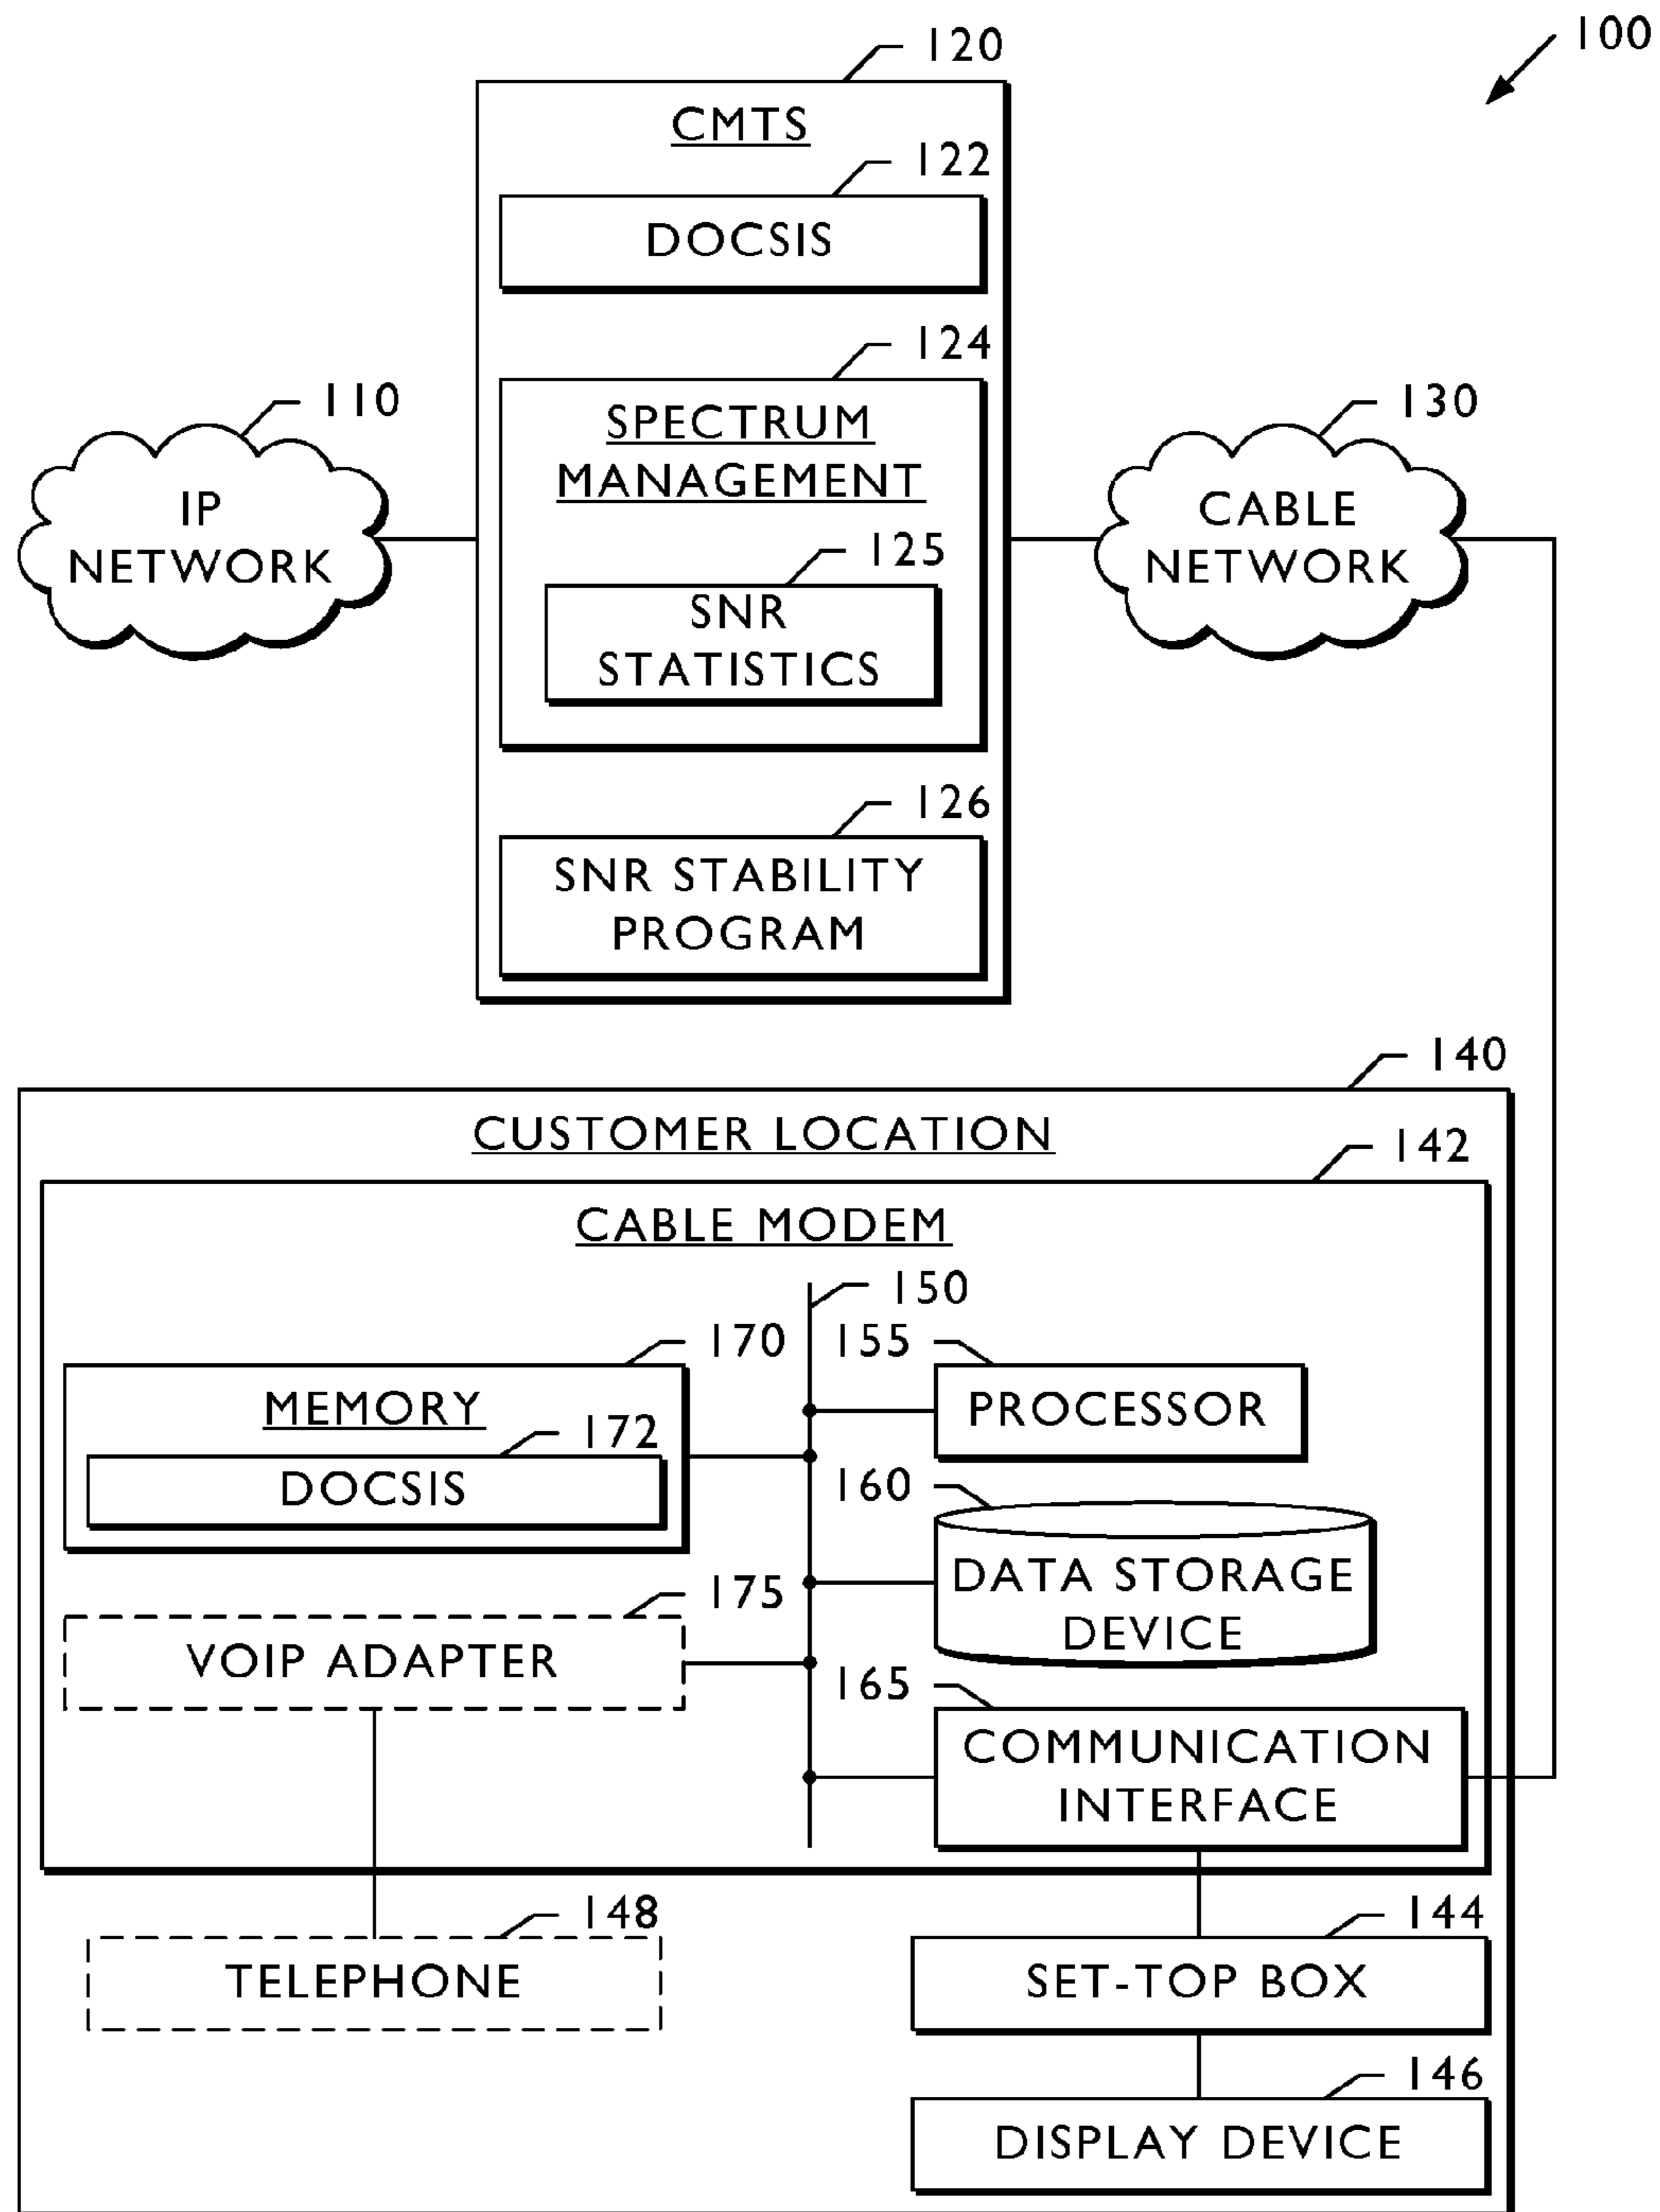 100
120
CMTS
122
DOCSIS
124
SPECTRUM
MANAGEMENT
125
SNR
STATISTICS
126
SNR STABILITY
PROGRAM
110
IP
NETWORK
130
CABLE
NETWORK
140
CUSTOMER LOCATION
142
CABLE MODEM
150
170
MEMORY
172
DOCSIS
175
VOIP ADAPTER
155
PROCESSOR
160
DATA STORAGE
DEVICE
165
COMMUNICATION
INTERFACE
148
TELEPHONE
144
SET-TOP BOX
146
DISPLAY DEVICE